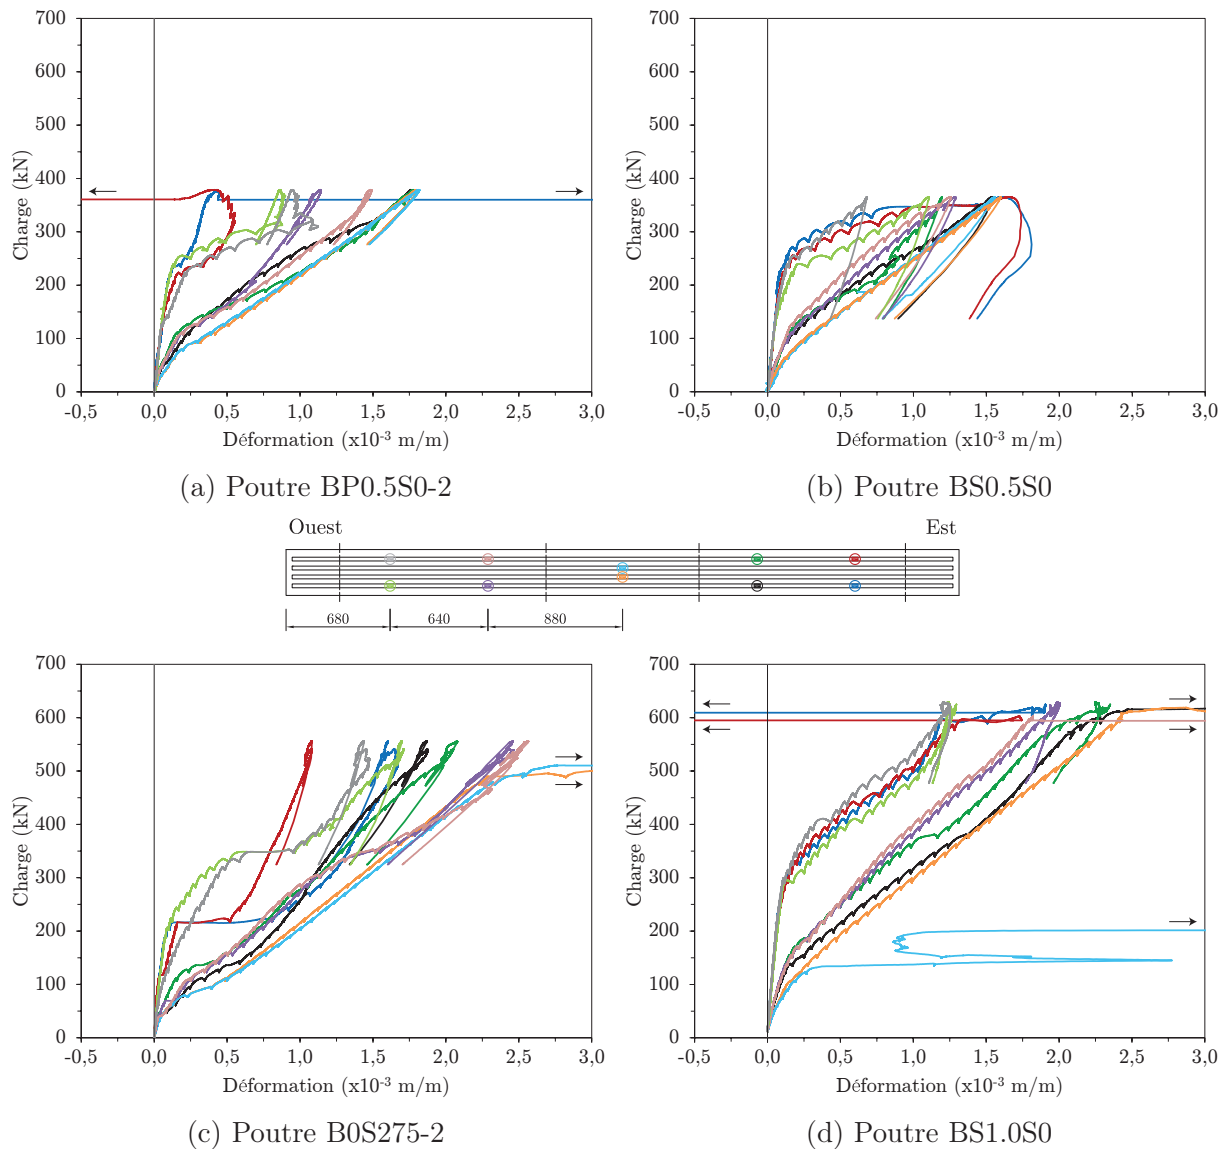 700
600
500
400
300
200
100
0
Charge (kN)
-0,5 0,0 0,5 1,0 1,5 2,0 2,5 3,0
Déformation (x10⁻³ m/m)
(a) Poutre BP0.5S0-2
700
600
500
400
300
200
100
0
Charge (kN)
-0,5 0,0 0,5 1,0 1,5 2,0 2,5 3,0
Déformation (x10⁻³ m/m)
(b) Poutre BS0.5S0
Ouest Est
680 640 880
700
600
500
400
300
200
100
0
Charge (kN)
-0,5 0,0 0,5 1,0 1,5 2,0 2,5 3,0
Déformation (x10⁻³ m/m)
(c) Poutre B0S275-2
700
600
500
400
300
200
100
0
Charge (kN)
-0,5 0,0 0,5 1,0 1,5 2,0 2,5 3,0
Déformation (x10⁻³ m/m)
(d) Poutre BS1.0S0